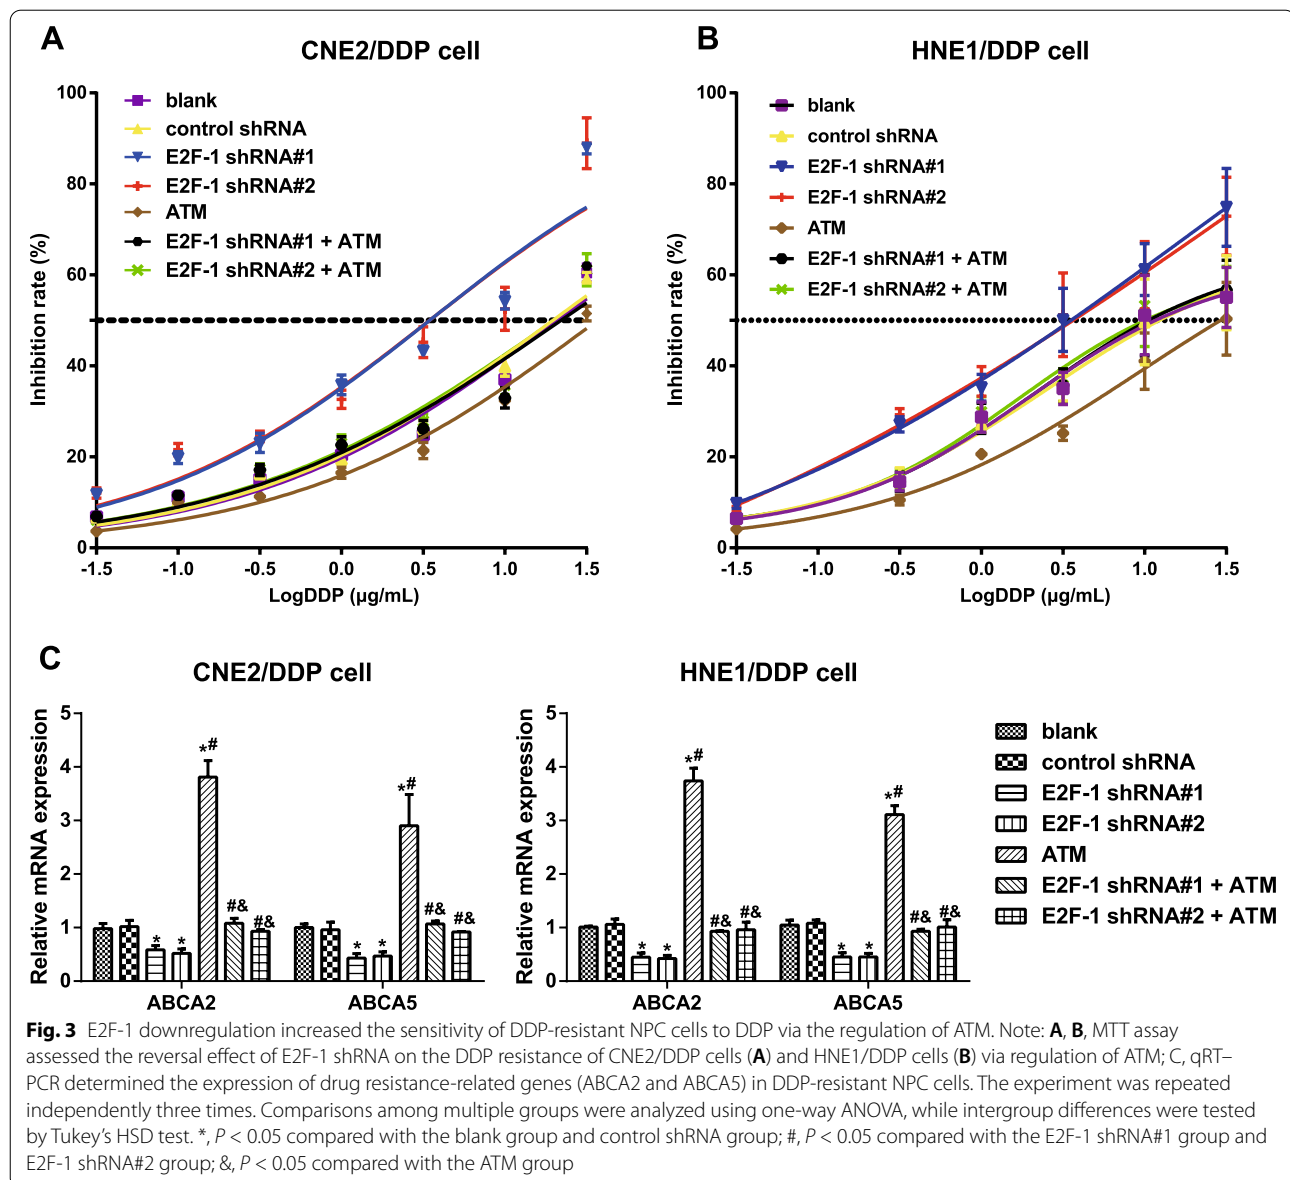 A
CNE2/DDP cell
100
80
60
40
20
0
Inhibition rate (%)
blank
control shRNA
E2F-1 shRNA#1
E2F-1 shRNA#2
ATM
E2F-1 shRNA#1 + ATM
E2F-1 shRNA#2 + ATM
-1.5 -1.0 -0.5 0.0 0.5 1.0 1.5
LogDDP (µg/mL)
B
HNE1/DDP cell
100
80
60
40
20
0
Inhibition rate (%)
blank
control shRNA
E2F-1 shRNA#1
E2F-1 shRNA#2
ATM
E2F-1 shRNA#1 + ATM
E2F-1 shRNA#2 + ATM
-1.5 -1.0 -0.5 0.0 0.5 1.0 1.5
LogDDP (µg/mL)
C
CNE2/DDP cell
5
4
3
2
1
0
Relative mRNA expression
* * *# #& #& * * *# #& #&
ABCA2 ABCA5
HNE1/DDP cell
5
4
3
2
1
0
Relative mRNA expression
* * *# #& #& * * *# #& #&
ABCA2 ABCA5
blank
control shRNA
E2F-1 shRNA#1
E2F-1 shRNA#2
ATM
E2F-1 shRNA#1 + ATM
E2F-1 shRNA#2 + ATM
Fig. 3 E2F-1 downregulation increased the sensitivity of DDP-resistant NPC cells to DDP via the regulation of ATM. Note: A, B, MTT assay
assessed the reversal effect of E2F-1 shRNA on the DDP resistance of CNE2/DDP cells (A) and HNE1/DDP cells (B) via regulation of ATM; C, qRT–
PCR determined the expression of drug resistance-related genes (ABCA2 and ABCA5) in DDP-resistant NPC cells. The experiment was repeated
independently three times. Comparisons among multiple groups were analyzed using one-way ANOVA, while intergroup differences were tested
by Tukey's HSD test. *, P < 0.05 compared with the blank group and control shRNA group; #, P < 0.05 compared with the E2F-1 shRNA#1 group and
E2F-1 shRNA#2 group; &, P < 0.05 compared with the ATM group